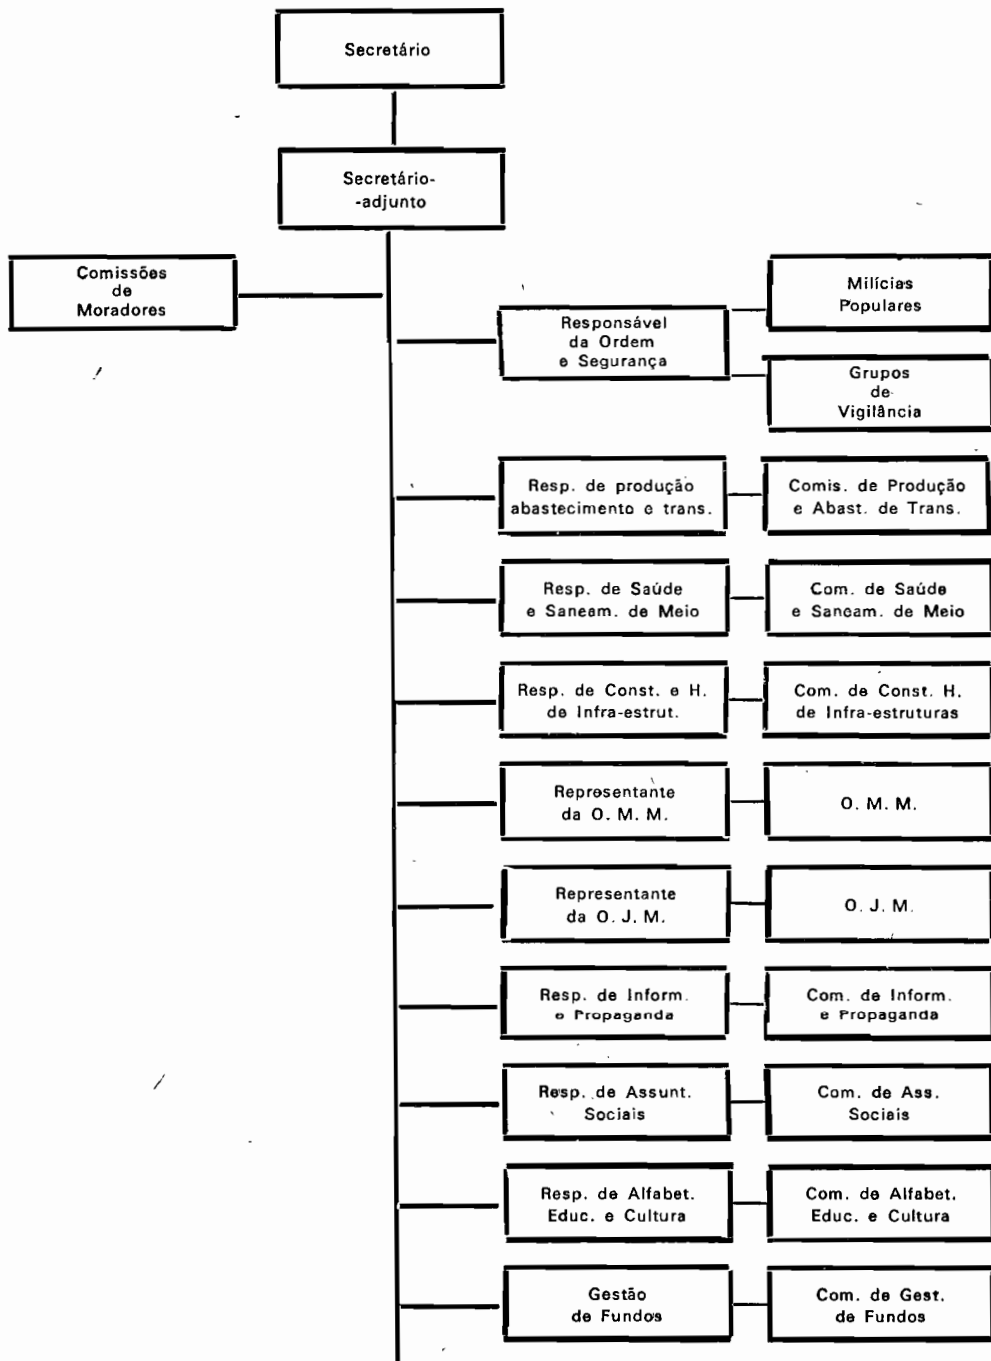 Secretário
Secretário-
-adjunto
Comissões
de
Moradores
Responsável
da Ordem
e Segurança
Milícias
Populares
Grupos
de
Vigilância
Resp. de produção
abastecimento e trans.
Comis. de Produção
e Abast. de Trans.
Resp. de Saúde
e Saneam. de Meio
Com. de Saúde
e Saneam. de Meio
Resp. de Const. e H.
de Infra-estrut.
Com. de Const. H.
de Infra-estruturas
Representante
da O. M. M.
O. M. M.
Representante
da O. J. M.
O. J. M.
Resp. de Inform.
e Propaganda
Com. de Inform.
e Propaganda
Resp. de Assunt.
Sociais
Com. de Ass.
Sociais
Resp. de Alfabet.
Educ. e Cultura
Com. de Alfabet.
Educ. e Cultura
Gestão
de Fundos
Com. de Gest.
de Fundos